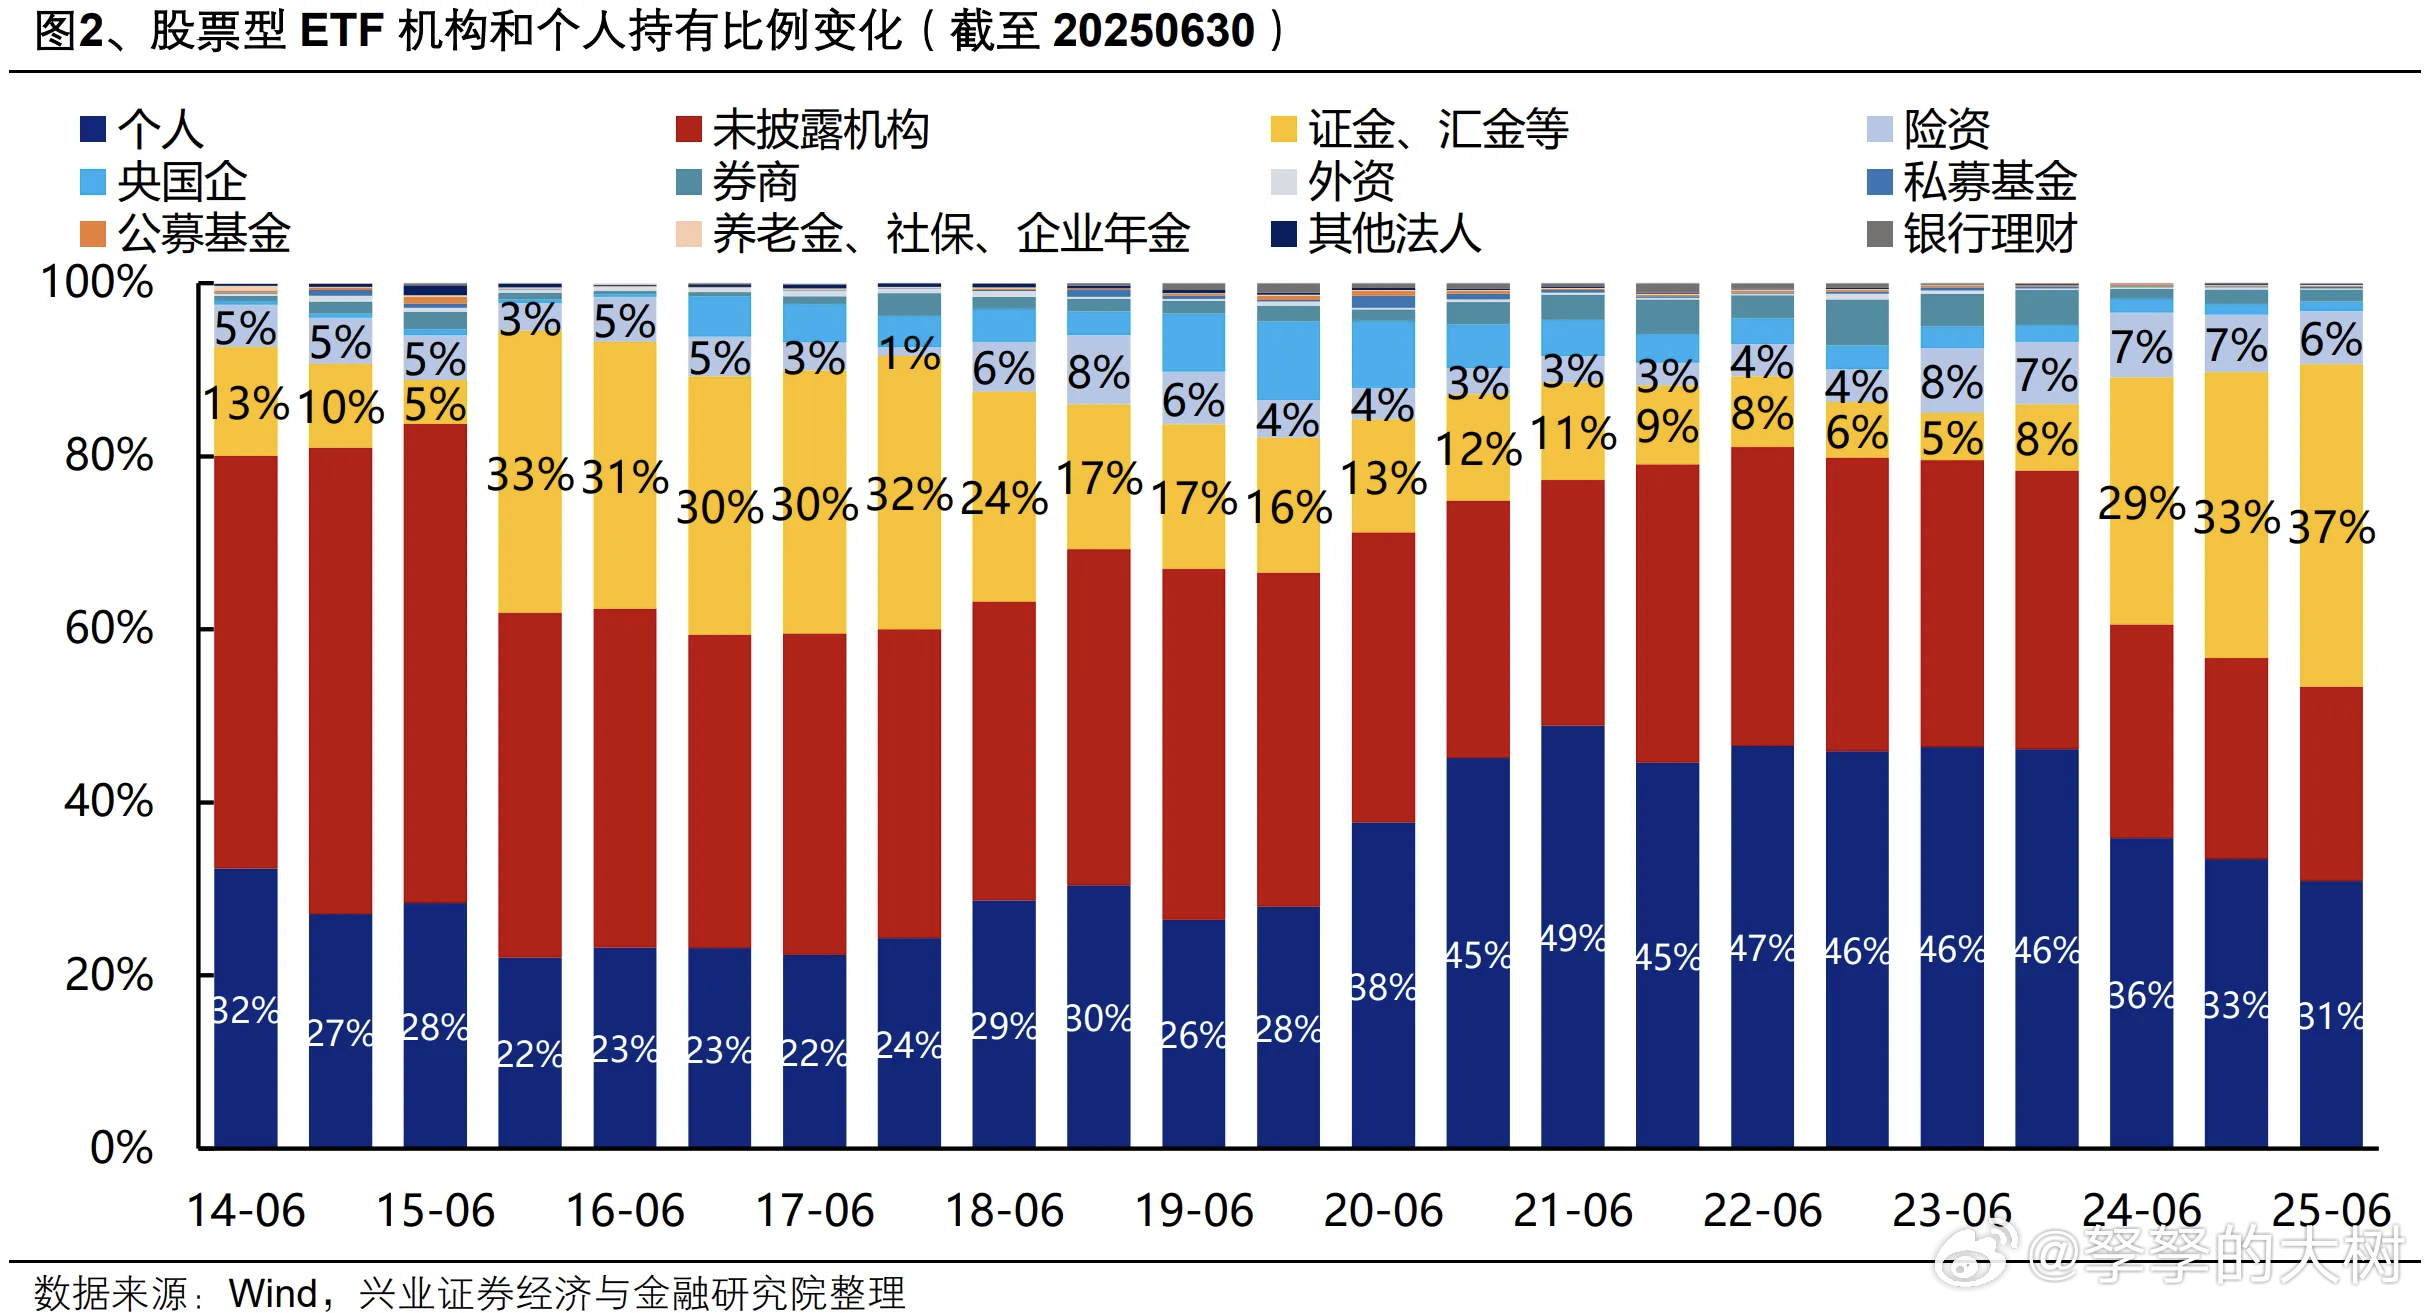 图2、股票型 ETF 机构和个人持有比例变化（截至 20250630）
个人 未披露机构 证金、汇金等 险资
央国企 券商 外资 私募基金
公募基金 养老金、社保、企业年金 其他法人 银行理财
100%
80%
60%
40%
20%
0%
5% 5% 5% 3% 5% 5% 3% 1% 6% 8% 6% 4% 4% 3% 3% 3% 4% 4% 8% 7% 7% 7% 6%
13% 10% 5% 33% 31% 30% 30% 32% 24% 17% 17% 16% 13% 12% 11% 9% 8% 6% 5% 8% 29% 33% 37%
32% 27% 28% 22% 23% 23% 22% 24% 29% 30% 26% 28% 38% 45% 49% 45% 47% 46% 46% 46% 36% 33% 31%
14-06 15-06 16-06 17-06 18-06 19-06 20-06 21-06 22-06 23-06 24-06 25-06
@孥孥的大树
数据来源：Wind，兴业证券经济与金融研究院整理